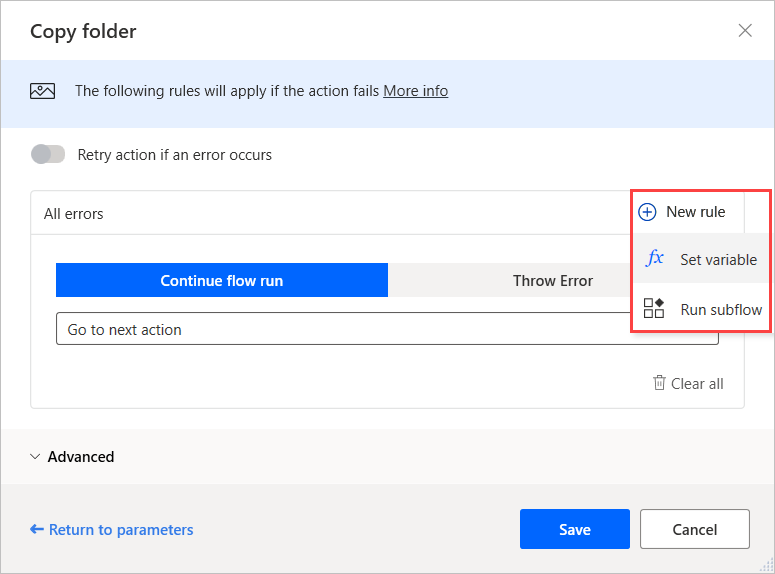 Copy folder
The following rules will apply if the action fails More info
Retry action if an error occurs
All errors
New rule
fx Set variable
Continue flow run
Throw Error
Run subflow
Go to next action
Clear all
Advanced
Return to parameters
Save
Cancel